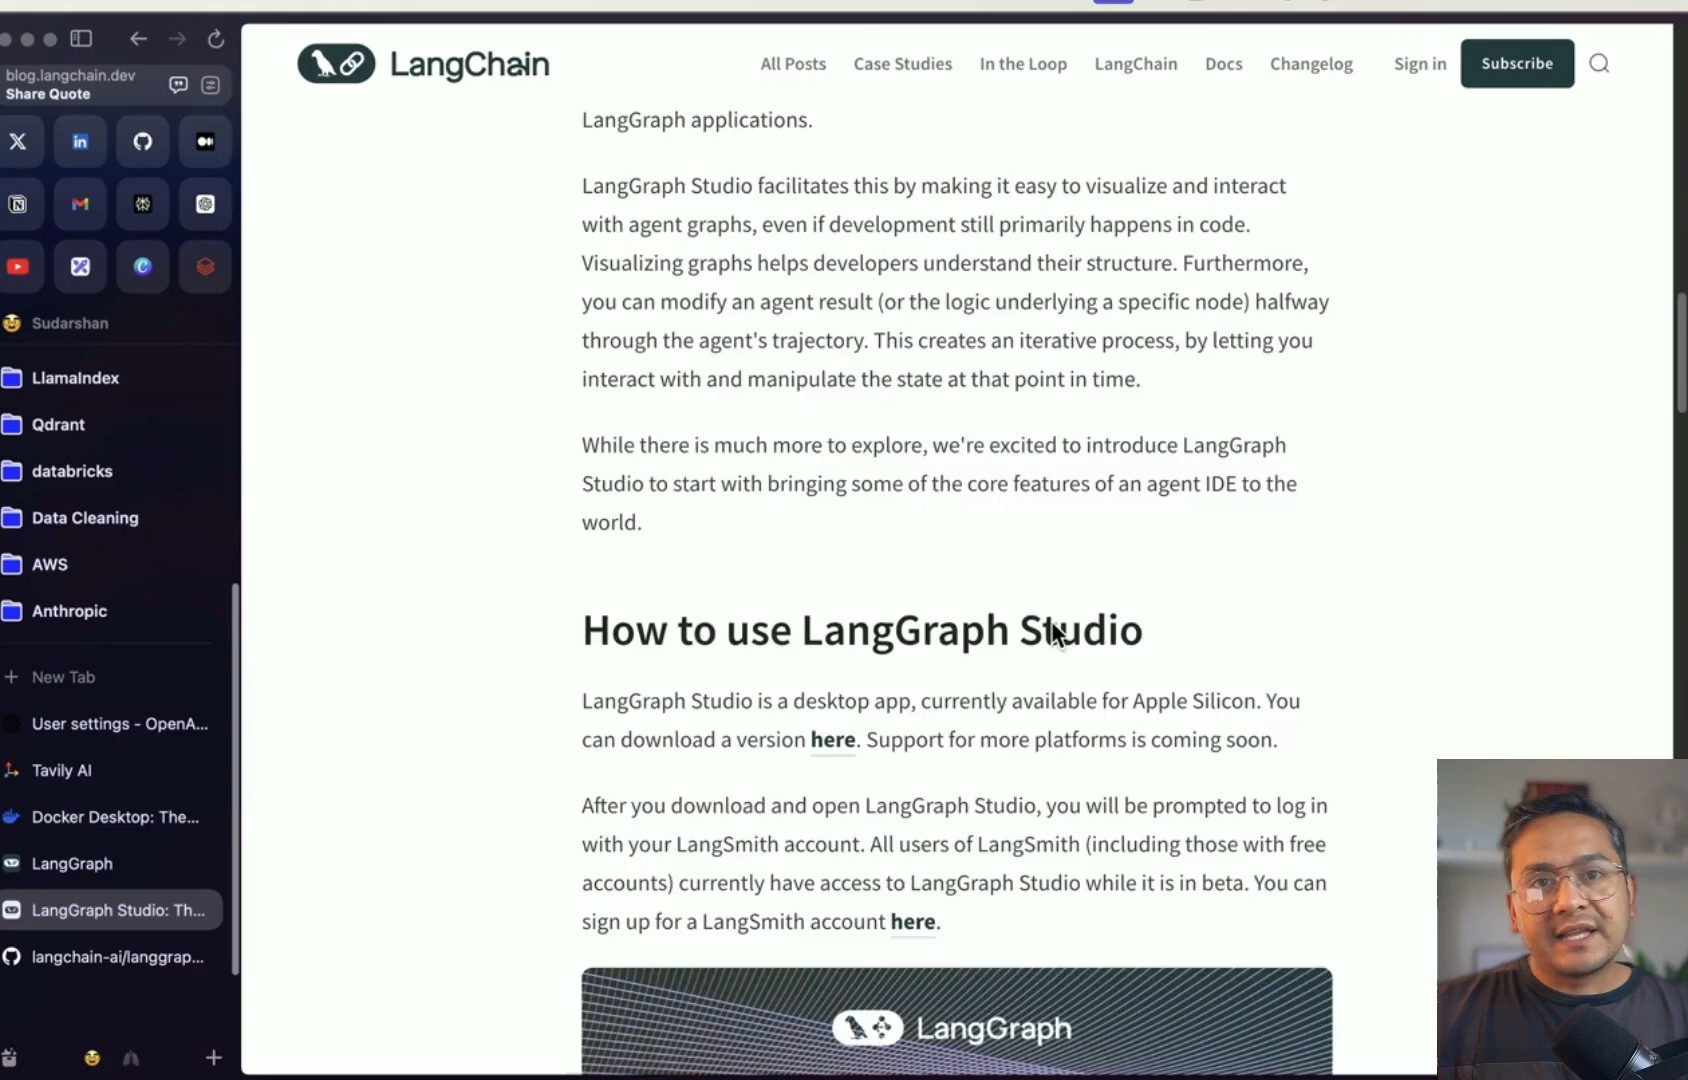 blog.langchain.dev
Share Quote
Sudarshan
LlamaIndex
Qdrant
databricks
Data Cleaning
AWS
Anthropic
New Tab
User settings - OpenA...
Tavily AI
Docker Desktop: The...
LangGraph
LangGraph Studio: Th...
langchain-ai/langgrap...
LangChain
All Posts
Case Studies
In the Loop
LangChain
Docs
Changelog
Sign in
Subscribe
LangGraph applications.
LangGraph Studio facilitates this by making it easy to visualize and interact
with agent graphs, even if development still primarily happens in code.
Visualizing graphs helps developers understand their structure. Furthermore,
you can modify an agent result (or the logic underlying a specific node) halfway
through the agent's trajectory. This creates an iterative process, by letting you
interact with and manipulate the state at that point in time.
While there is much more to explore, we're excited to introduce LangGraph
Studio to start with bringing some of the core features of an agent IDE to the
world.
How to use LangGraph Studio
LangGraph Studio is a desktop app, currently available for Apple Silicon. You
can download a version here. Support for more platforms is coming soon.
After you download and open LangGraph Studio, you will be prompted to log in
with your LangSmith account. All users of LangSmith (including those with free
accounts) currently have access to LangGraph Studio while it is in beta. You can
sign up for a LangSmith account here.
LangGraph